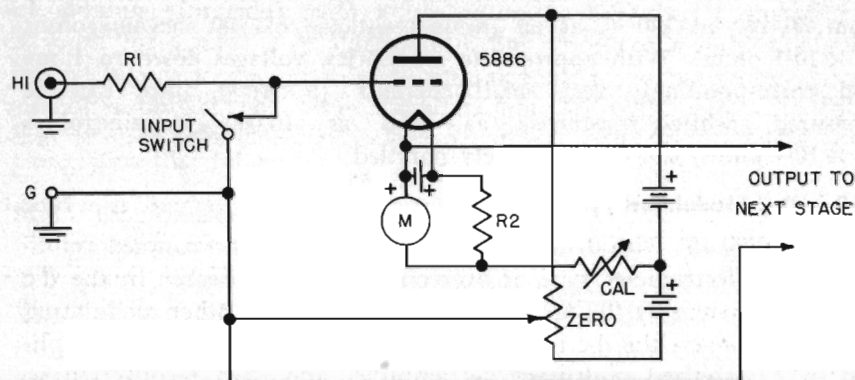 R1
5886
HI
INPUT
SWITCH
G
+
+
+
OUTPUT TO
NEXT STAGE
M
R2
CAL
+
ZERO